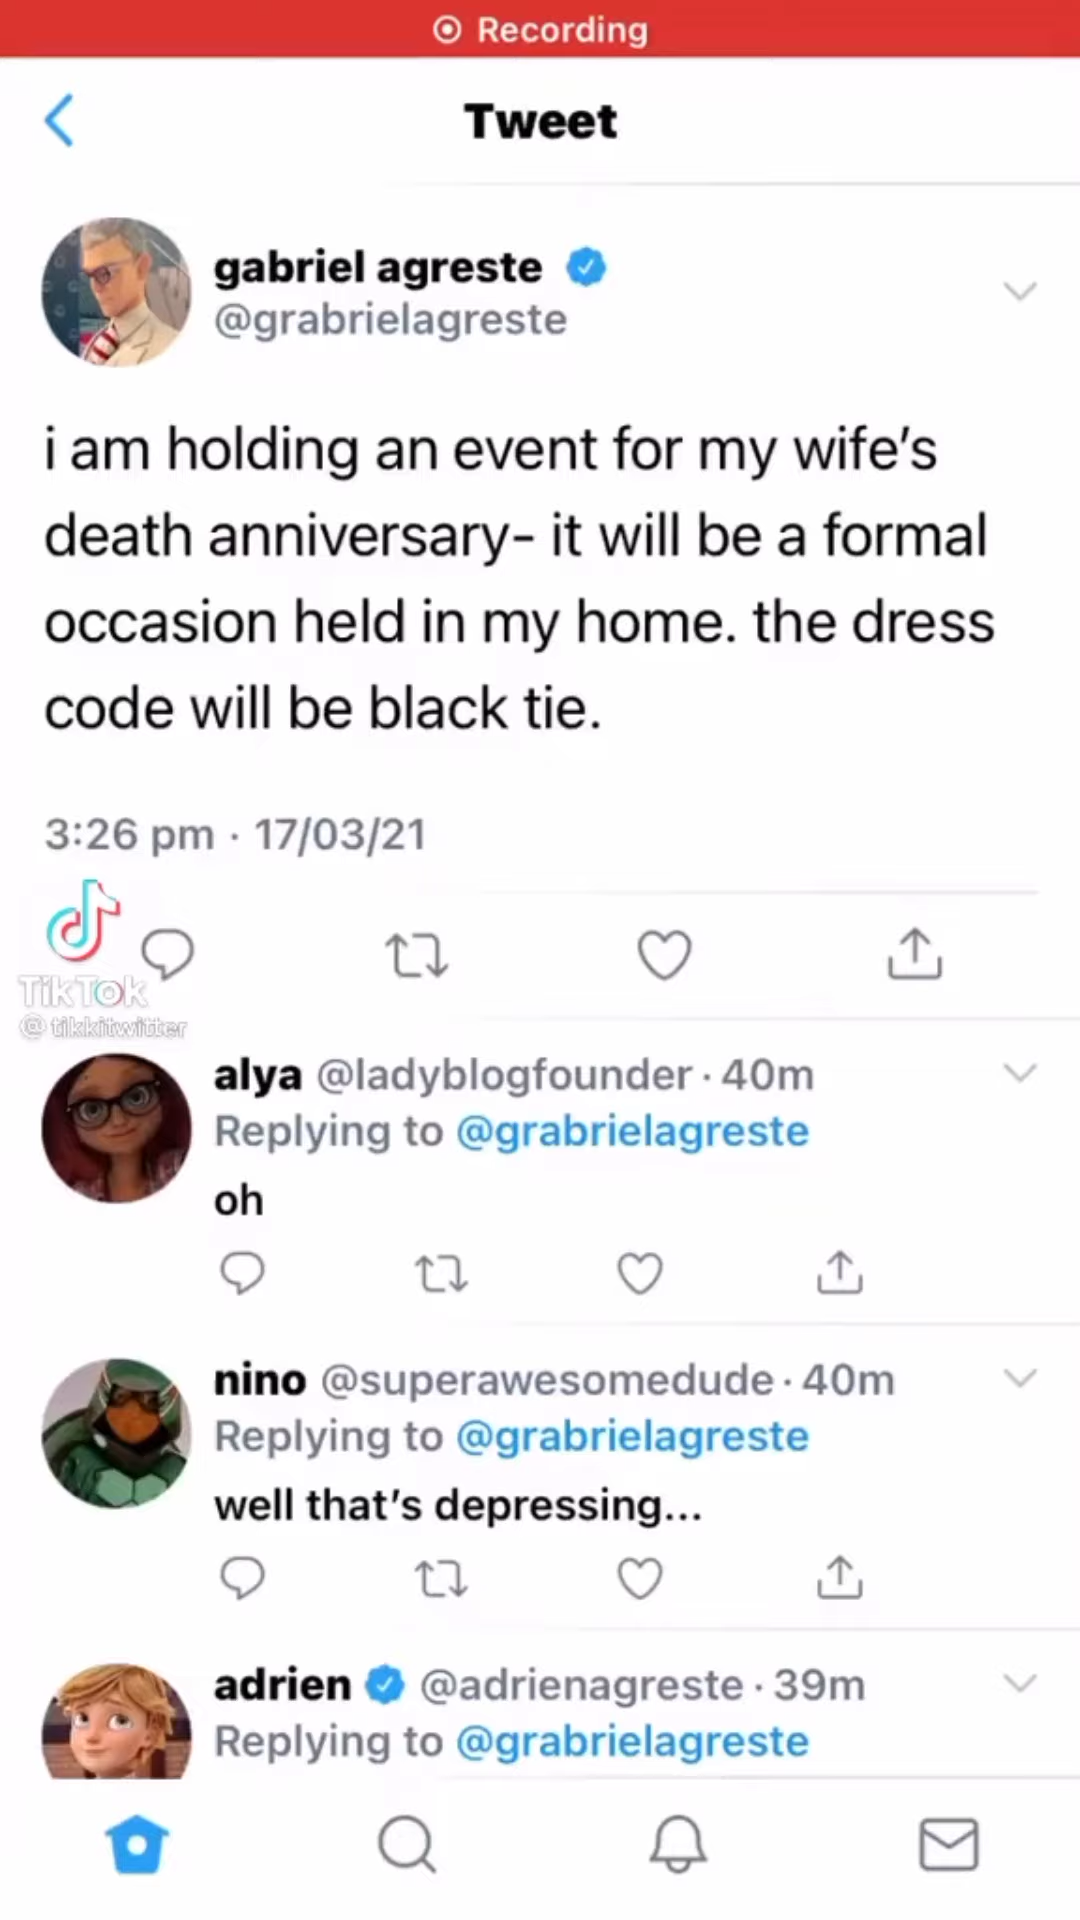 Recording
Tweet
gabriel agreste
@grabrielagreste
i am holding an event for my wife's
death anniversary- it will be a formal
occasion held in my home. the dress
code will be black tie.
3:26 pm · 17/03/21
TikTok
@tikkitwitter
alya @ladyblogfounder · 40m
Replying to @grabrielagreste
oh
nino @superawesomedude · 40m
Replying to @grabrielagreste
well that's depressing...
adrien @adrienagreste · 39m
Replying to @grabrielagreste